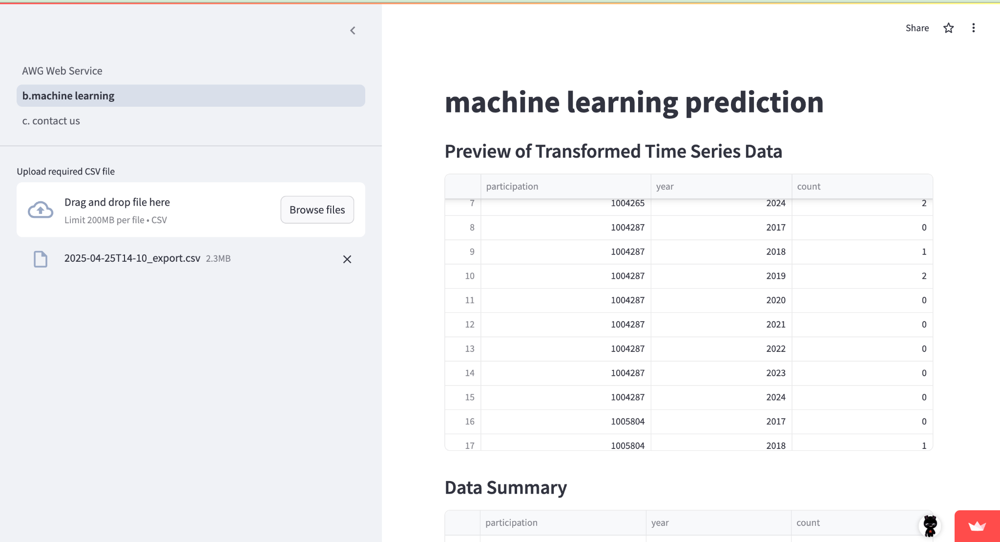 Share
AWG Web Service
b.machine learning
c. contact us
Upload required CSV file
Drag and drop file here
Limit 200MB per file • CSV
Browse files
2025-04-25T14-10_export.csv 2.3MB
machine learning prediction
Preview of Transformed Time Series Data
participation year count
7 1004265 2024 2
8 1004287 2017 0
9 1004287 2018 1
10 1004287 2019 2
11 1004287 2020 0
12 1004287 2021 0
13 1004287 2022 0
14 1004287 2023 0
15 1004287 2024 0
16 1005804 2017 0
17 1005804 2018 1
Data Summary
participation year count